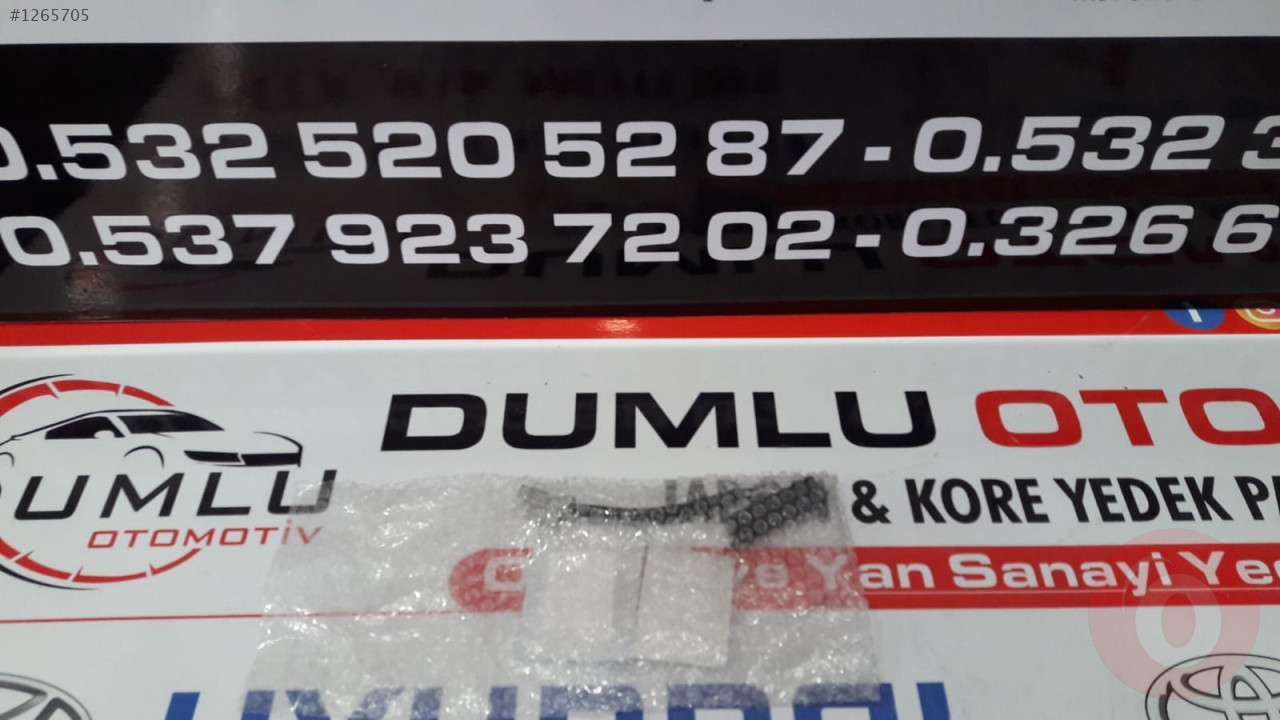 #1265705
0.532 520 52 87 - 0.532 3
0.537 923 72 02 - 0.326 6
DUMLU OTO
DUMLU
OTOMOTİV
& KORE YEDEK P
Yan Sanayi Ye
HYUNDAI